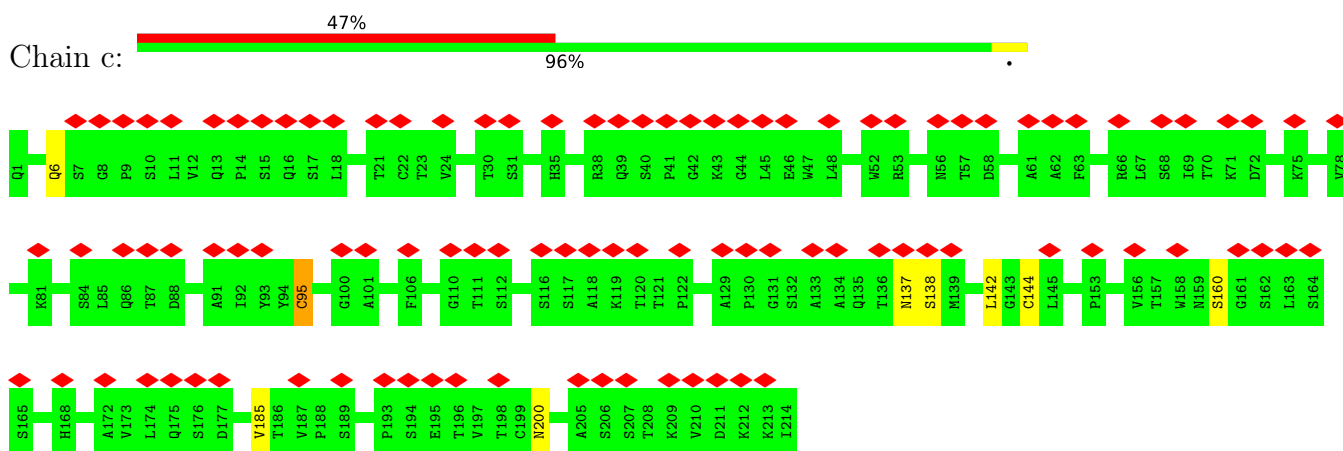 47%
Chain c:
96%
.
Q1 Q6 S7 G8 P9 S10 L11 V12 Q13 P14 S15 Q16 S17 L18 T21 C22 T23 V24 T30 S31 H35 R38 Q39 S40 P41 G42 K43 G44 L45 E46 W47 L48 W52 R53 N56 T57 D58 A61 A62 F63 R66 L67 S68 I69 T70 K71 D72 K75 V78
K81 S84 L85 Q86 T87 D88 A91 I92 Y93 Y94 C95 G100 A101 F106 G110 T111 S112 S116 S117 A118 K119 T120 T121 P122 A129 P130 G131 S132 A133 A134 Q135 T136 N137 S138 M139 L142 G143 C144 L145 P153 V156 T157 W158 N159 S160 G161 S162 L163 S164
S165 H168 A172 V173 L174 Q175 S176 D177 V185 T186 V187 P188 S189 P193 S194 E195 T196 V197 T198 C199 N200 A205 S206 S207 T208 K209 V210 D211 K212 K213 I214